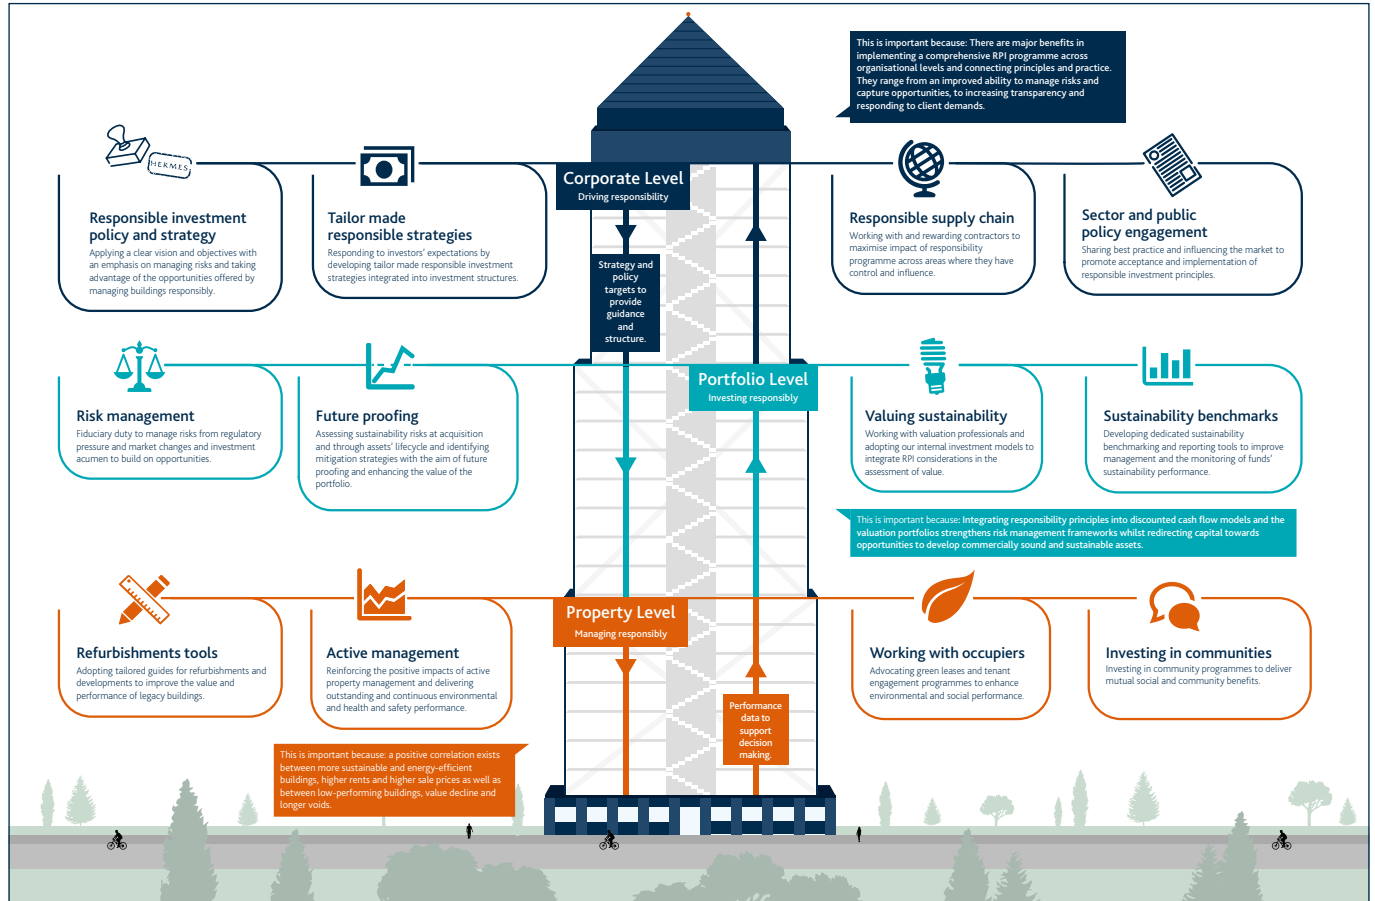 This is important because: There are major benefits in
implementing a comprehensive RPI programme across
organisational levels and connecting principles and practice.
They range from an improved ability to manage risks and
capture opportunities, to increasing transparency and
responding to client demands.
HERMES
Responsible investment
policy and strategy
Applying a clear vision and objectives with
an emphasis on managing risks and taking
advantage of the opportunities offered by
managing buildings responsibly.
Tailor made
responsible strategies
Responding to investors' expectations by
developing tailor made responsible investment
strategies integrated into investment structures.
Corporate Level
Driving responsibility
Strategy and
policy
targets to
provide
guidance
and
structure.
Responsible supply chain
Working with and rewarding contractors to
maximise impact of responsibility
programme across areas where they have
control and influence.
Sector and public
policy engagement
Sharing best practice and influencing the market to
promote acceptance and implementation of
responsible investment principles.
Risk management
Fiduciary duty to manage risks from regulatory
pressure and market changes and investment
acumen to build on opportunities.
Future proofing
Assessing sustainability risks at acquisition
and through assets' lifecycle and identifying
mitigation strategies with the aim of future
proofing and enhancing the value of the
portfolio.
Portfolio Level
Investing responsibly
Valuing sustainability
Working with valuation professionals and
adopting our internal investment models to
integrate RPI considerations in the
assessment of value.
Sustainability benchmarks
Developing dedicated sustainability
benchmarking and reporting tools to improve
management and the monitoring of funds'
sustainability performance.
This is important because: Integrating responsibility principles into discounted cash flow models and the
valuation portfolios strengthens risk management frameworks whilst redirecting capital towards
opportunities to develop commercially sound and sustainable assets.
Refurbishments tools
Adopting tailored guides for refurbishments and
developments to improve the value and
performance of legacy buildings.
Active management
Reinforcing the positive impacts of active
property management and delivering
outstanding and continuous environmental
and health and safety performance.
Property Level
Managing responsibly
Performance
data to
support
decision
making.
Working with occupiers
Advocating green leases and tenant
engagement programmes to enhance
environmental and social performance.
Investing in communities
Investing in community programmes to deliver
mutual social and community benefits.
This is important because: a positive correlation exists
between more sustainable and energy-efficient
buildings, higher rents and higher sale prices as well as
between low-performing buildings, value decline and
longer voids.